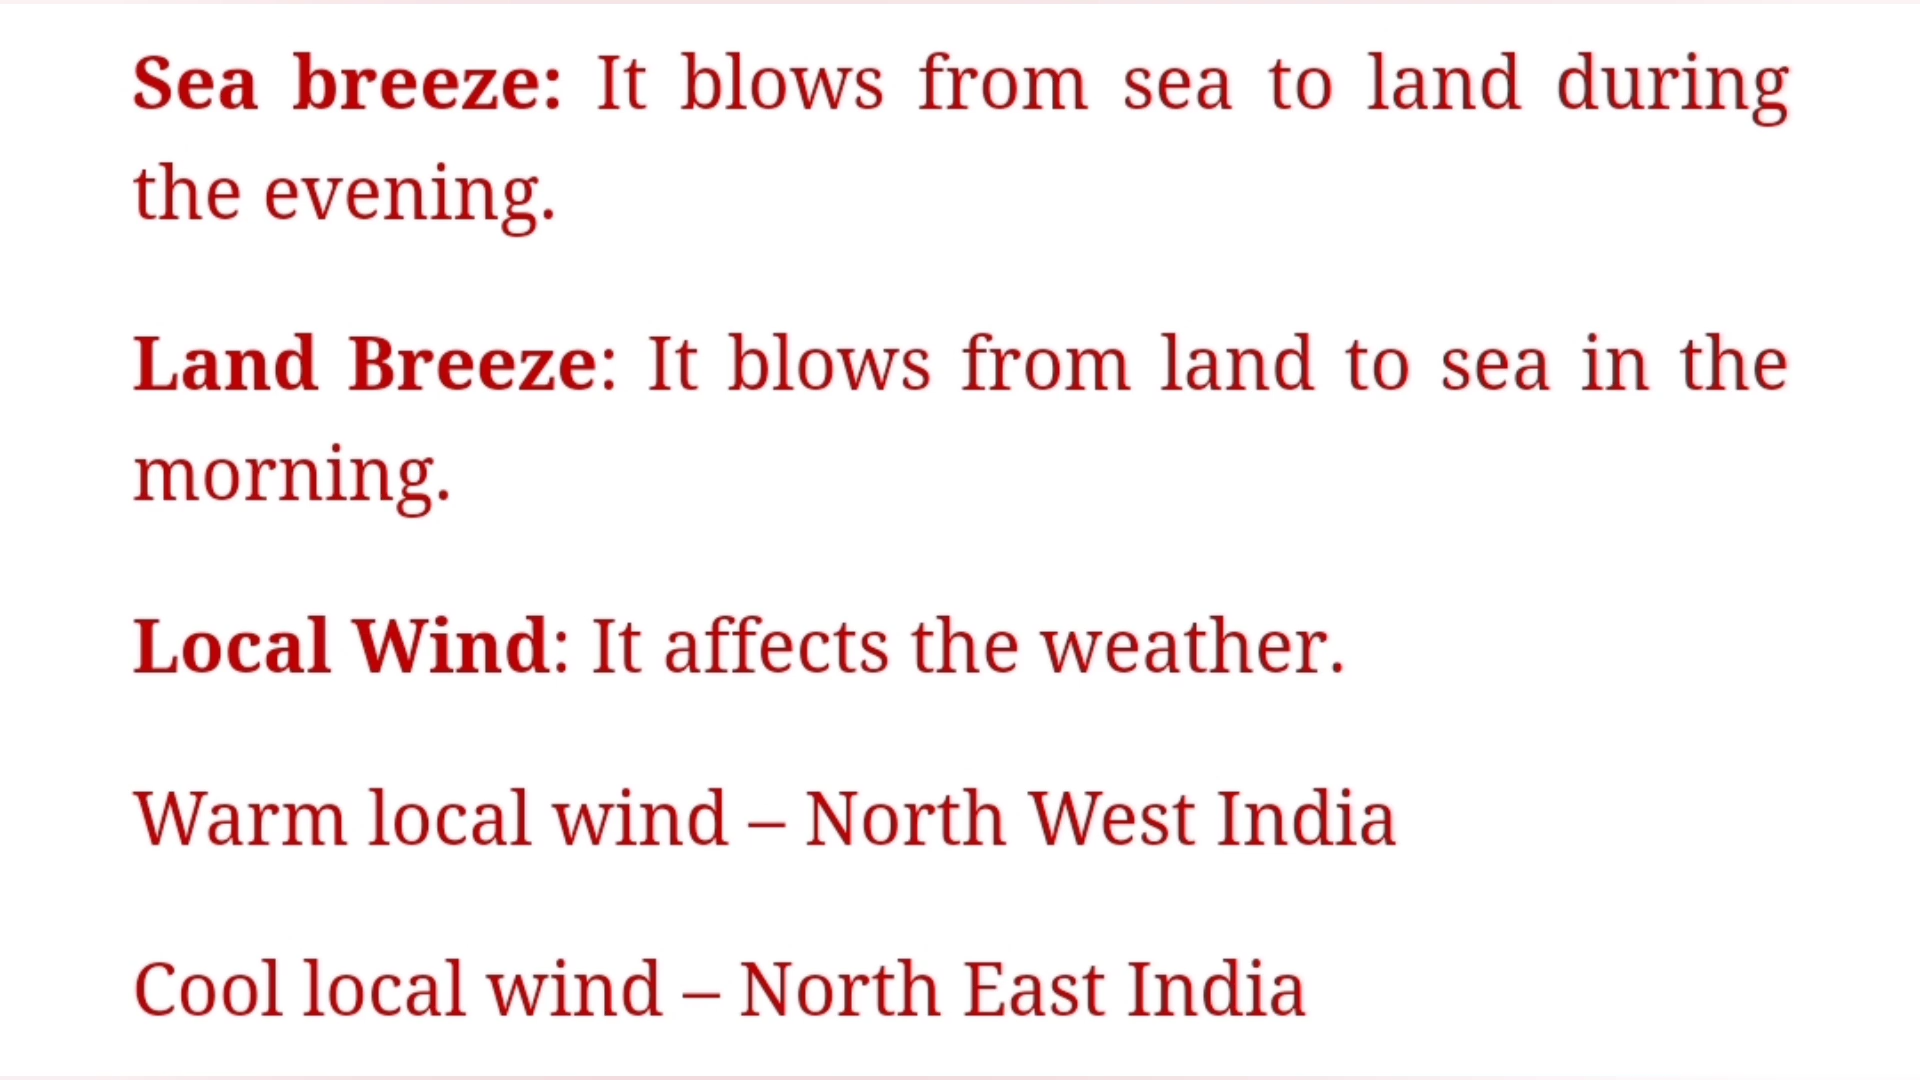 Sea breeze: It blows from sea to land during
the evening.
Land Breeze: It blows from land to sea in the
morning.
Local Wind: It affects the weather.
Warm local wind – North West India
Cool local wind – North East India